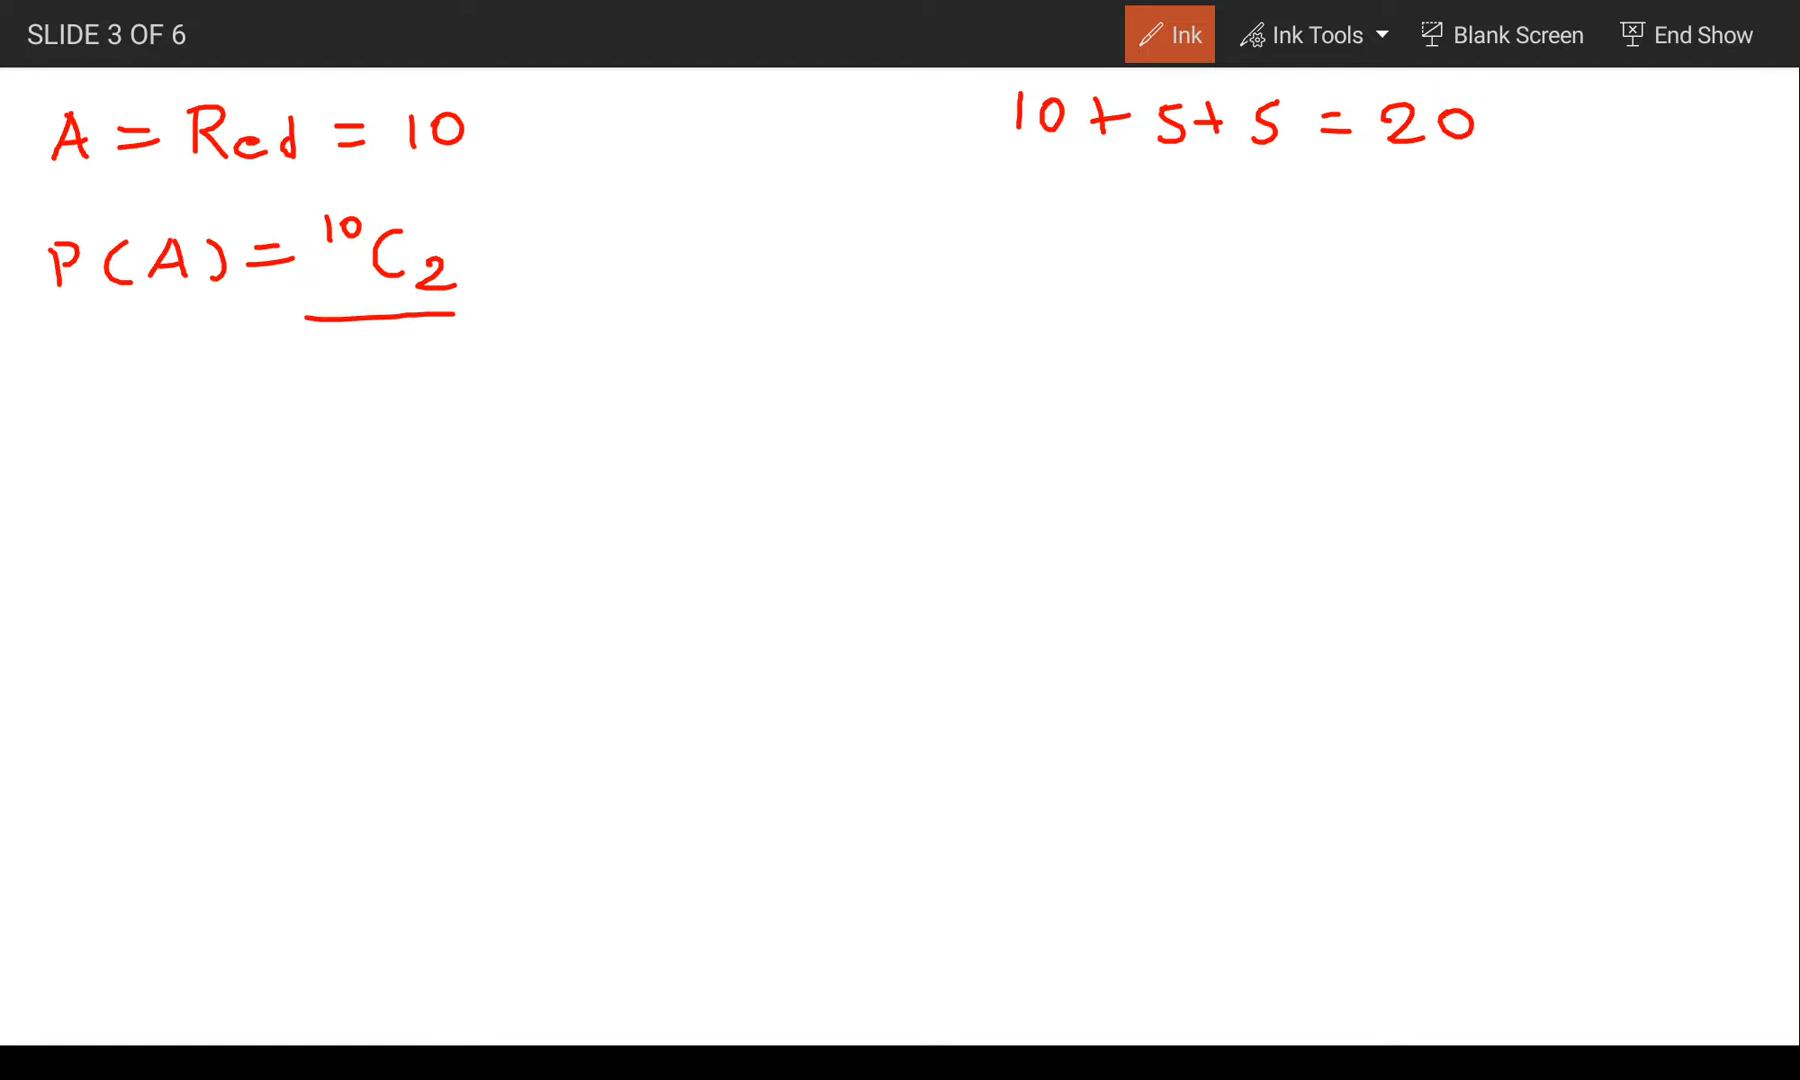 SLIDE 3 OF 6 Ink Ink Tools Blank Screen End Show
A = Red = 10
10 + 5 + 5 = 20
P(A) = ¹⁰C₂